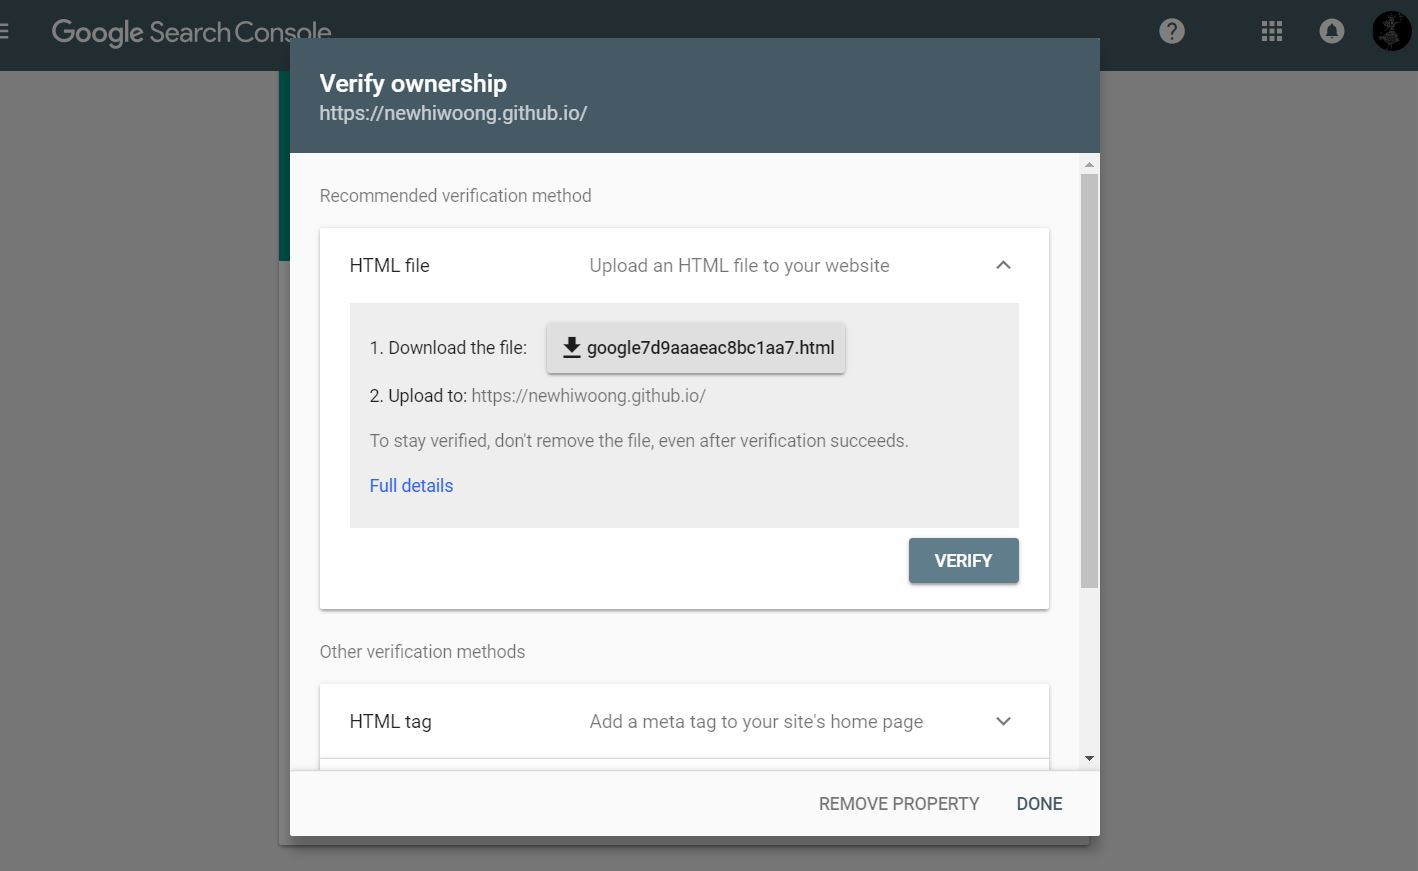 Google Search Console
Verify ownership
https://newhiwoong.github.io/
Recommended verification method
HTML file Upload an HTML file to your website
1. Download the file: google7d9aaaeac8bc1aa7.html
2. Upload to: https://newhiwoong.github.io/
To stay verified, don't remove the file, even after verification succeeds.
Full details
VERIFY
Other verification methods
HTML tag Add a meta tag to your site's home page
REMOVE PROPERTY DONE